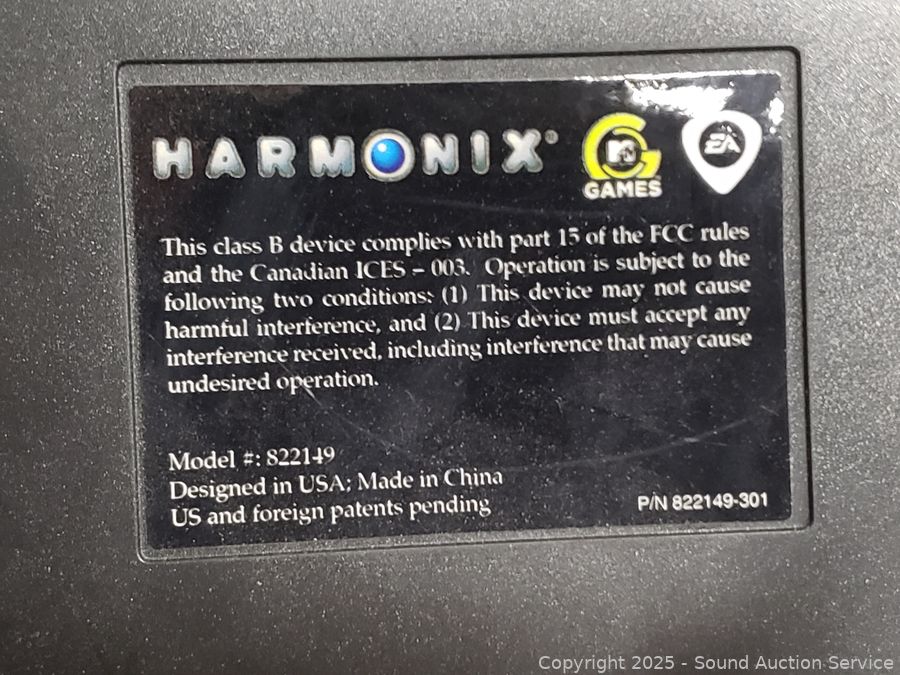 HARMONIX®
MTV
GAMES
EA
This class B device complies with part 15 of the FCC rules
and the Canadian ICES – 003. Operation is subject to the
following two conditions: (1) This device may not cause
harmful interference, and (2) This device must accept any
interference received, including interference that may cause
undesired operation.
Model #: 822149
Designed in USA; Made in China
US and foreign patents pending
P/N 822149-301
Copyright 2025 - Sound Auction Service